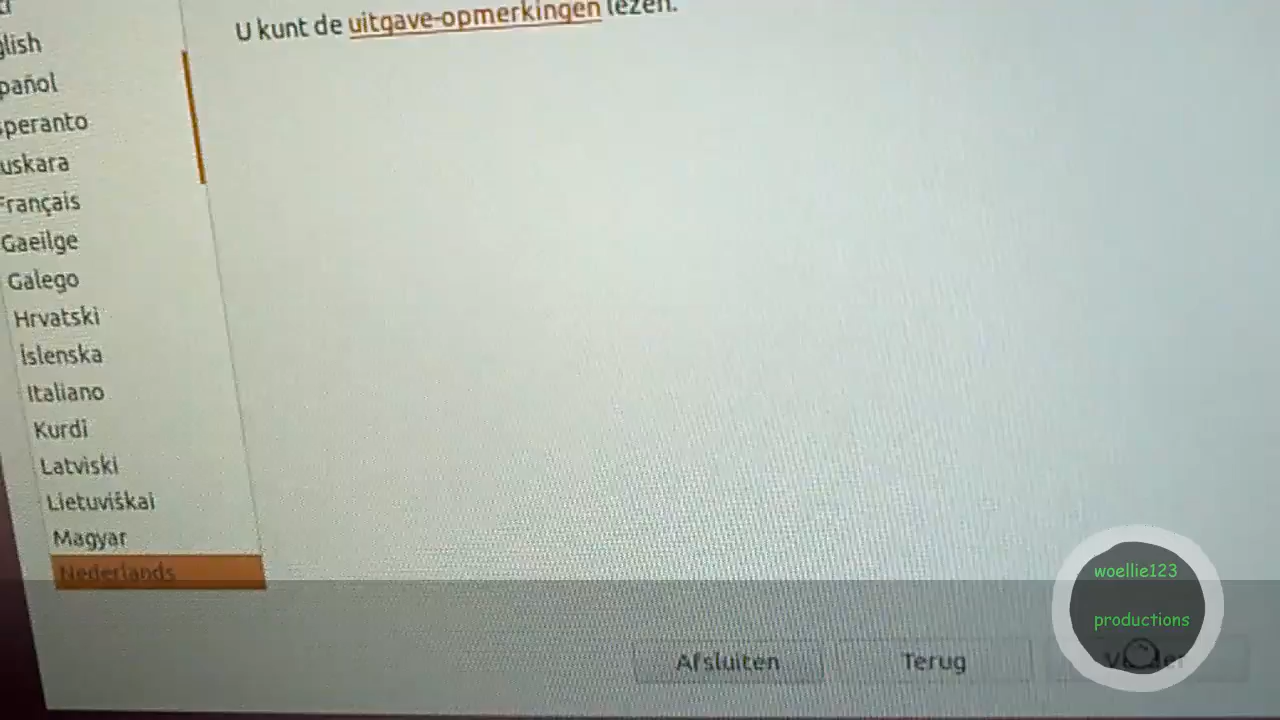 U kunt de uitgave-opmerkingen lezen.
glish
pañol
speranto
uskara
Français
Gaeilge
Galego
Hrvatski
Íslenska
Italiano
Kurdî
Latviski
Lietuviškai
Magyar
Nederlands
Afsluiten
Terug
woellie123
productions